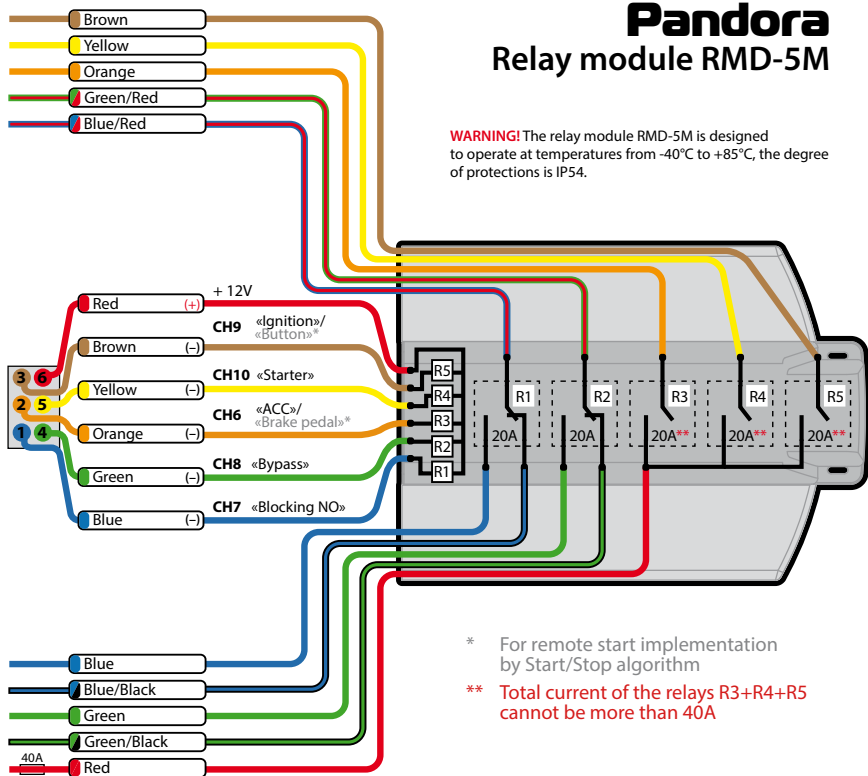 Pandora
Relay module RMD-5M
Brown
Yellow
Orange
Green/Red
Blue/Red
WARNING! The relay module RMD-5M is designed
to operate at temperatures from -40°C to +85°C, the degree
of protections is IP54.
+ 12V
Red (+)
CH9 «Ignition»/
«Button»*
Brown (–)
CH10 «Starter»
Yellow (–)
CH6 «ACC»/
«Brake pedal»*
Orange (–)
CH8 «Bypass»
Green (–)
CH7 «Blocking NO»
Blue (–)
3 6
2 5
1 4
R5
R4
R3
R2
R1
R1 R2 R3 R4 R5
20A 20A 20A** 20A** 20A**
Blue
Blue/Black
Green
Green/Black
40A
Red
* For remote start implementation
by Start/Stop algorithm
** Total current of the relays R3+R4+R5
cannot be more than 40A